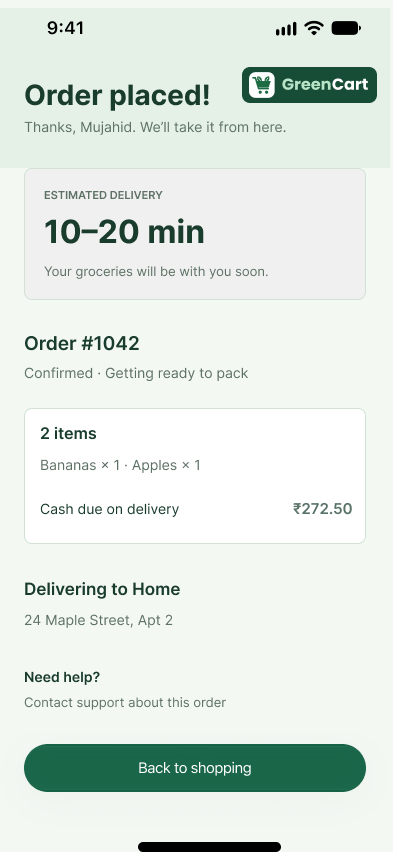 9:41
GreenCart
Order placed!
Thanks, Mujahid. We’ll take it from here.
ESTIMATED DELIVERY
10–20 min
Your groceries will be with you soon.
Order #1042
Confirmed · Getting ready to pack
2 items
Bananas × 1 · Apples × 1
Cash due on delivery ₹272.50
Delivering to Home
24 Maple Street, Apt 2
Need help?
Contact support about this order
Back to shopping